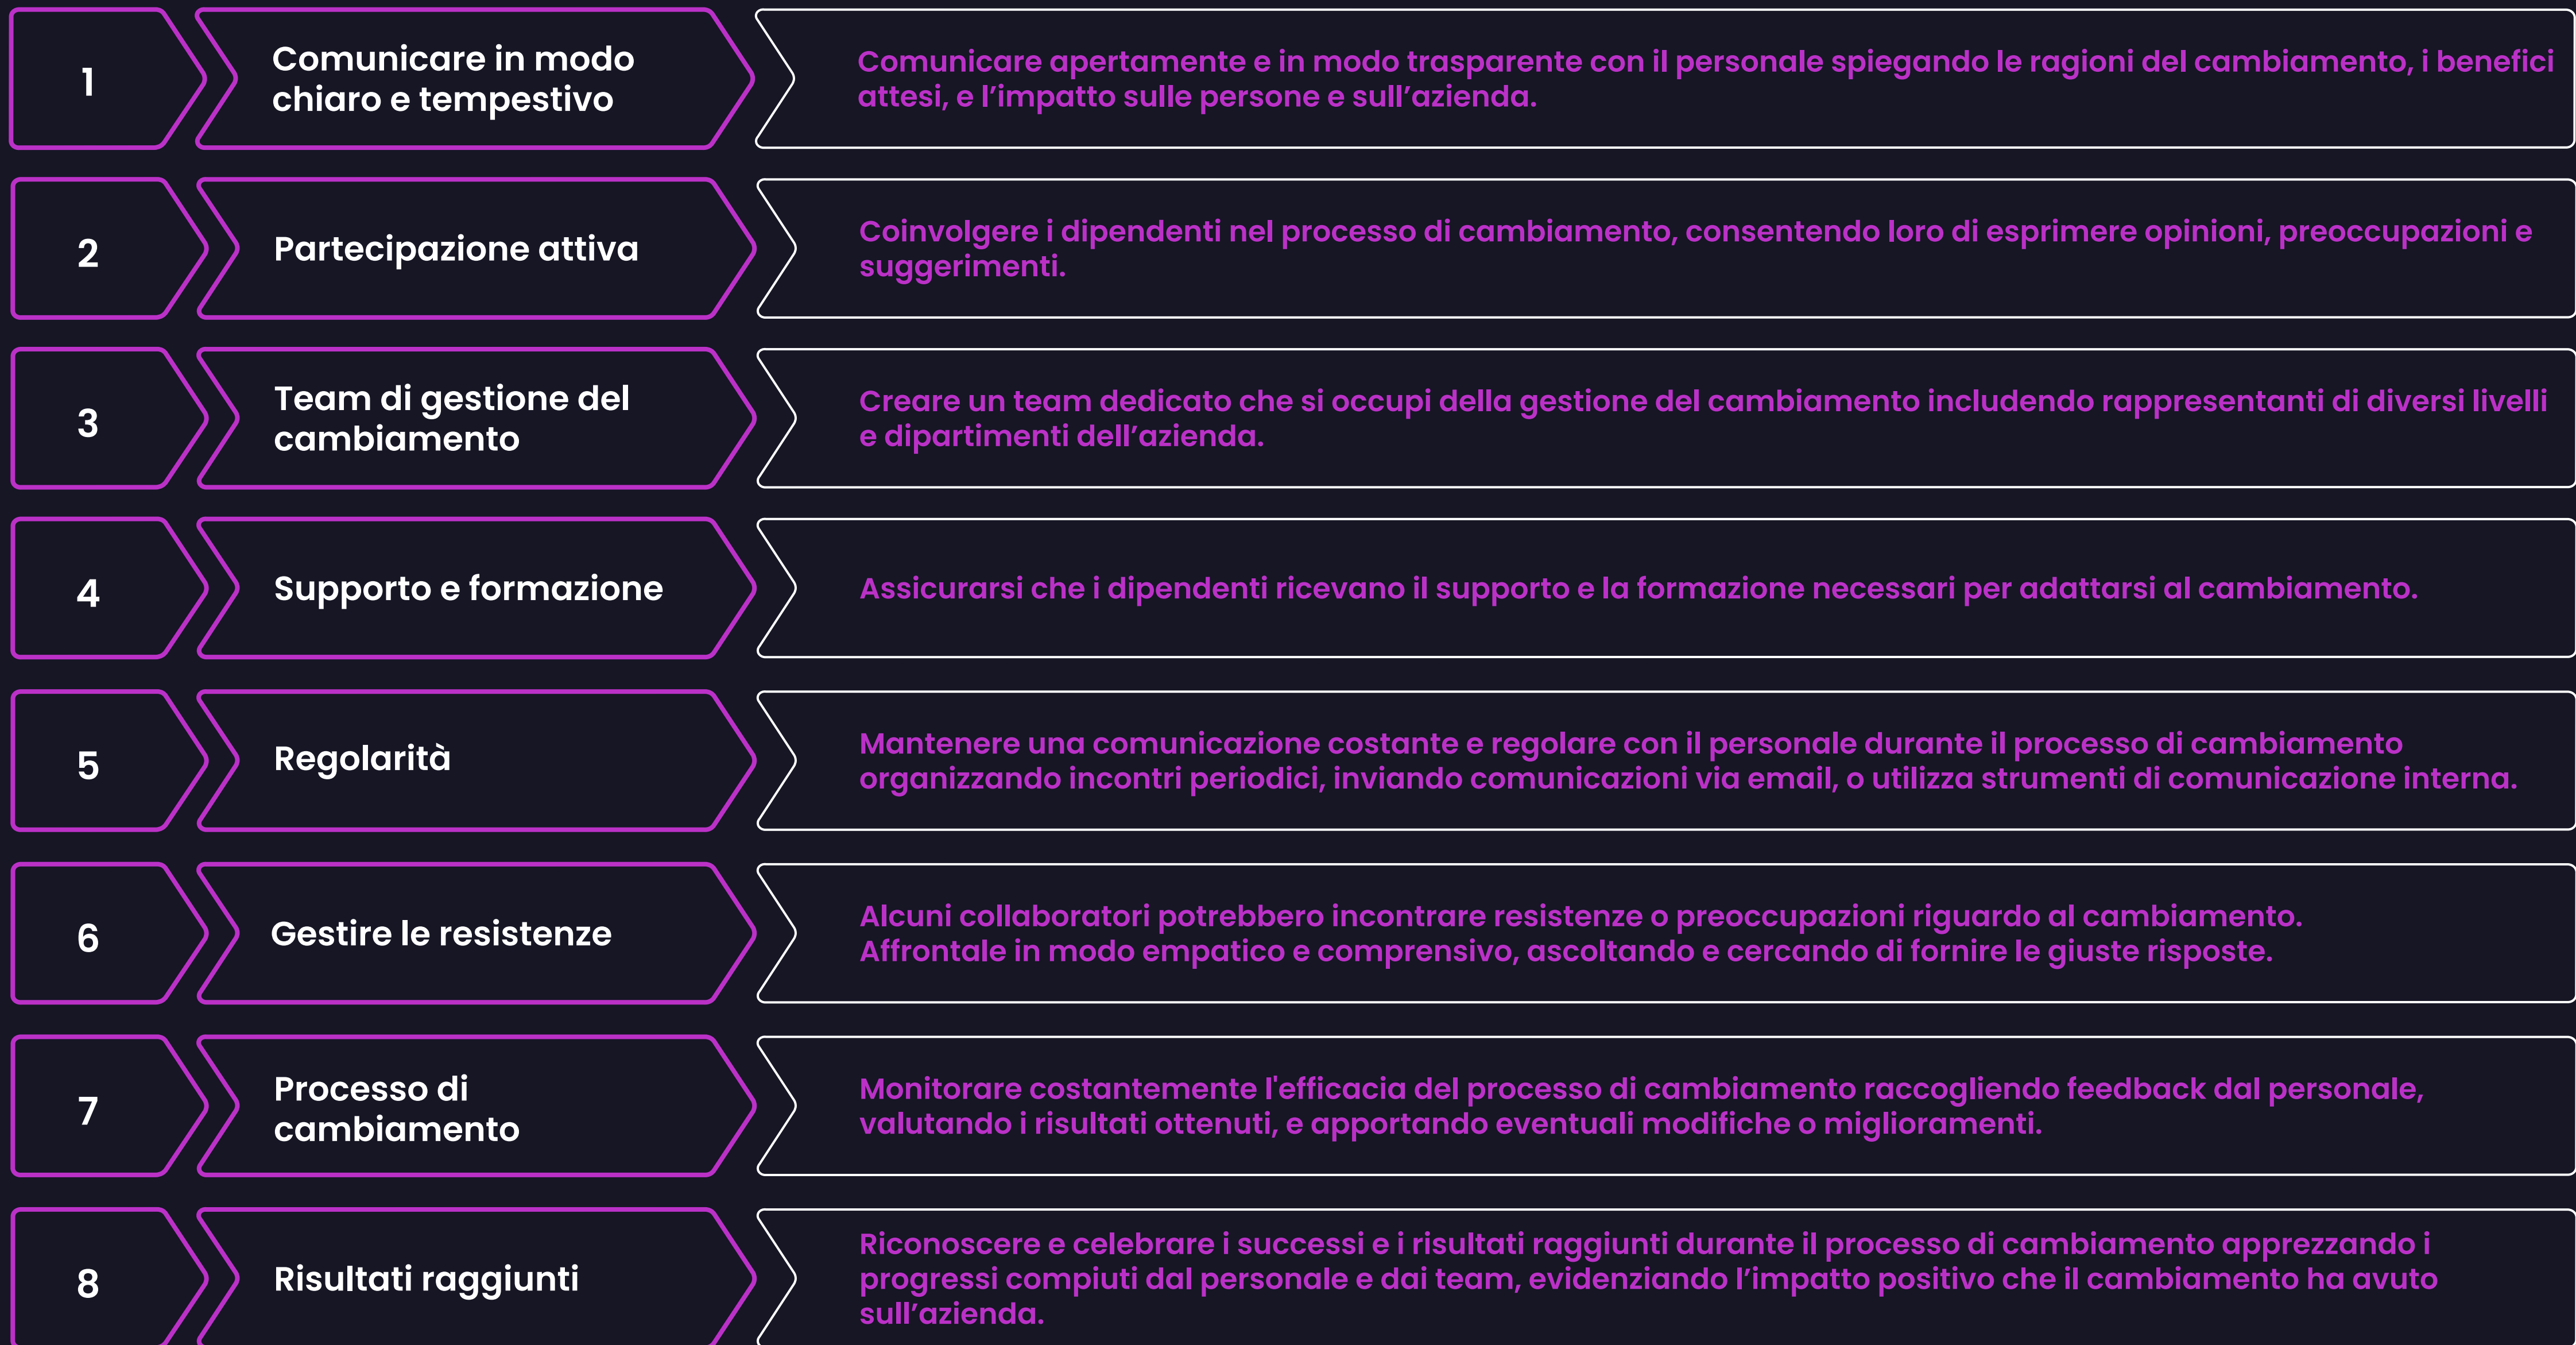 1
Comunicare in modo
chiaro e tempestivo
Comunicare apertamente e in modo trasparente con il personale spiegando le ragioni del cambiamento, i benefici
attesi, e l’impatto sulle persone e sull’azienda.
2
Partecipazione attiva
Coinvolgere i dipendenti nel processo di cambiamento, consentendo loro di esprimere opinioni, preoccupazioni e
suggerimenti.
3
Team di gestione del
cambiamento
Creare un team dedicato che si occupi della gestione del cambiamento includendo rappresentanti di diversi livelli
e dipartimenti dell’azienda.
4
Supporto e formazione
Assicurarsi che i dipendenti ricevano il supporto e la formazione necessari per adattarsi al cambiamento.
5
Regolarità
Mantenere una comunicazione costante e regolare con il personale durante il processo di cambiamento
organizzando incontri periodici, inviando comunicazioni via email, o utilizza strumenti di comunicazione interna.
6
Gestire le resistenze
Alcuni collaboratori potrebbero incontrare resistenze o preoccupazioni riguardo al cambiamento.
Affrontale in modo empatico e comprensivo, ascoltando e cercando di fornire le giuste risposte.
7
Processo di
cambiamento
Monitorare costantemente l'efficacia del processo di cambiamento raccogliendo feedback dal personale,
valutando i risultati ottenuti, e apportando eventuali modifiche o miglioramenti.
8
Risultati raggiunti
Riconoscere e celebrare i successi e i risultati raggiunti durante il processo di cambiamento apprezzando i
progressi compiuti dal personale e dai team, evidenziando l’impatto positivo che il cambiamento ha avuto
sull’azienda.